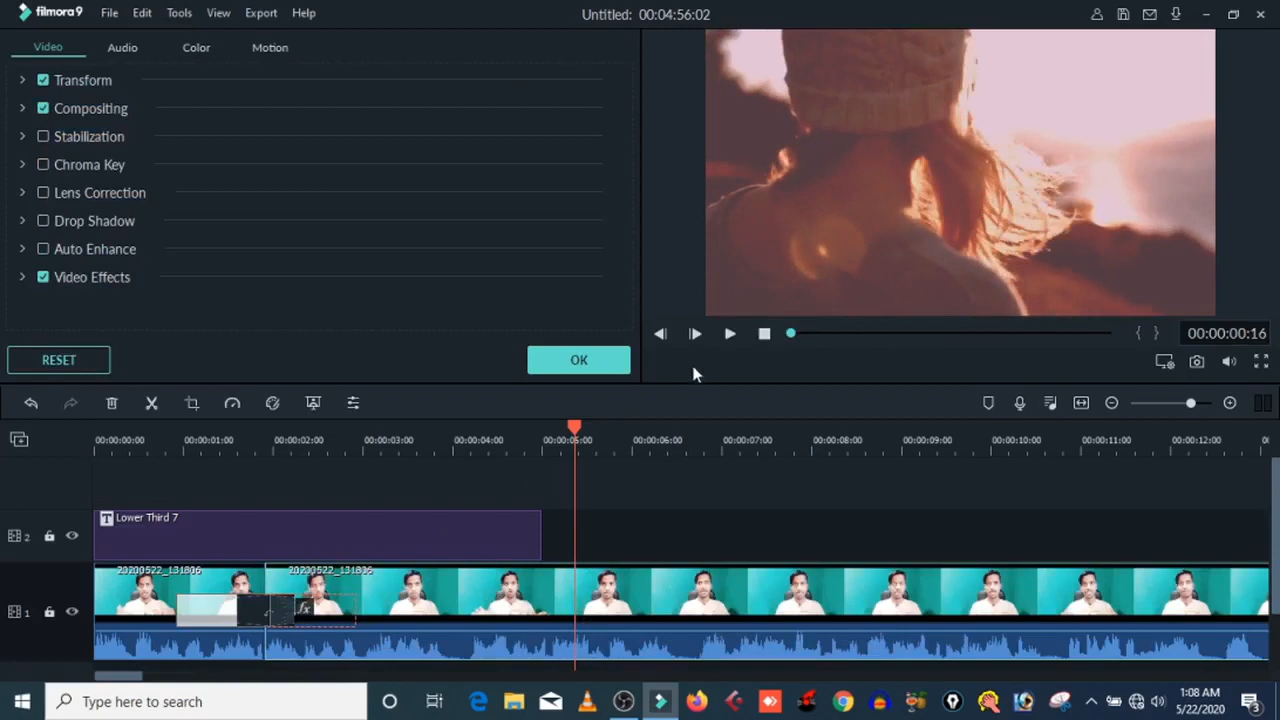 filmora9 File Edit Tools View Export Help Untitled: 00:04:56:02
Video Audio Color Motion
Transform
Compositing
Stabilization
Chroma Key
Lens Correction
Drop Shadow
Auto Enhance
Video Effects
RESET OK
{ } 00:00:00:16
00:00:00:00 00:00:01:00 00:00:02:00 00:00:03:00 00:00:04:00 00:00:05:00 00:00:06:00 00:00:07:00 00:00:08:00 00:00:09:00 00:00:10:00 00:00:11:00 00:00:12:00
2 T Lower Third 7
20200522_131806 20200522_131806
1 fx
Type here to search 1:08 AM
5/22/2020 3